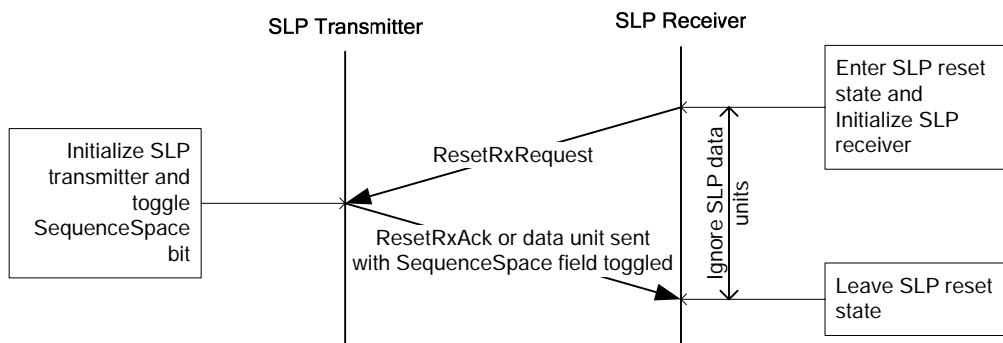 SLP Transmitter
SLP Receiver
Enter SLP reset
state and
Initialize SLP
receiver
Initialize SLP
transmitter and
toggle
SequenceSpace
bit
ResetRxRequest
Ignore SLP data
units
ResetRxAck or data unit sent
with SequenceSpace field toggled
Leave SLP reset
state